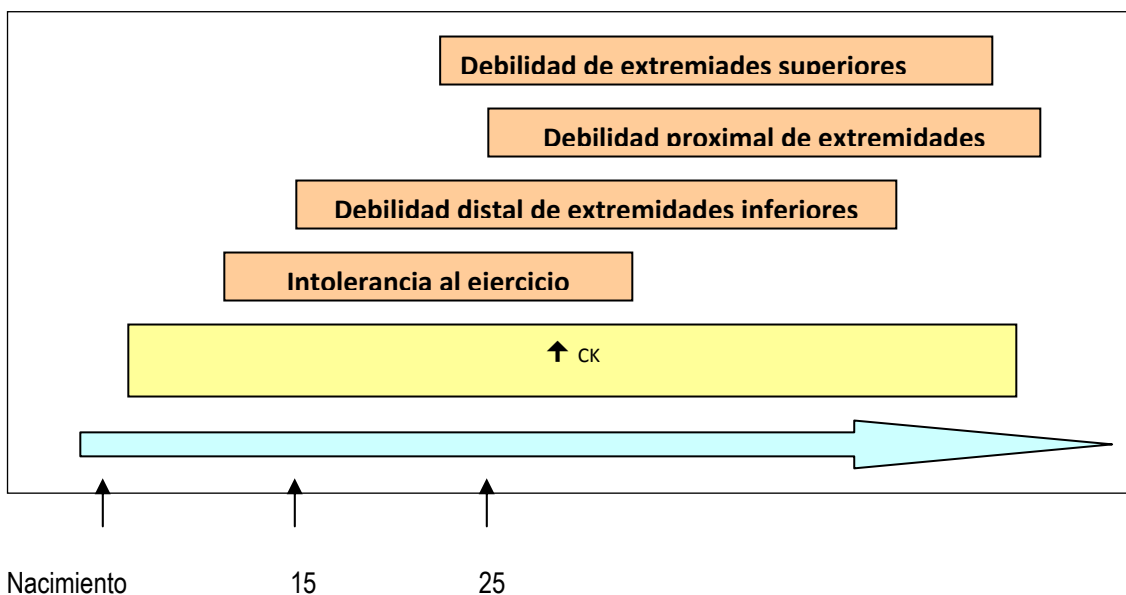 Debilidad de extremiades superiores
Debilidad proximal de extremidades
Debilidad distal de extremidades inferiores
Intolerancia al ejercicio
↑ CK
Nacimiento 15 25